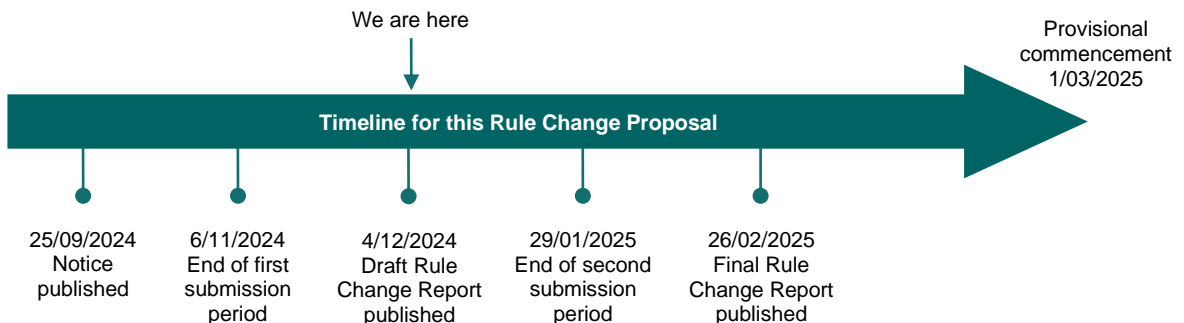 We are here
Provisional
commencement
1/03/2025
Timeline for this Rule Change Proposal
25/09/2024
Notice
published
6/11/2024
End of first
submission
period
4/12/2024
Draft Rule
Change Report
published
29/01/2025
End of second
submission
period
26/02/2025
Final Rule
Change Report
published